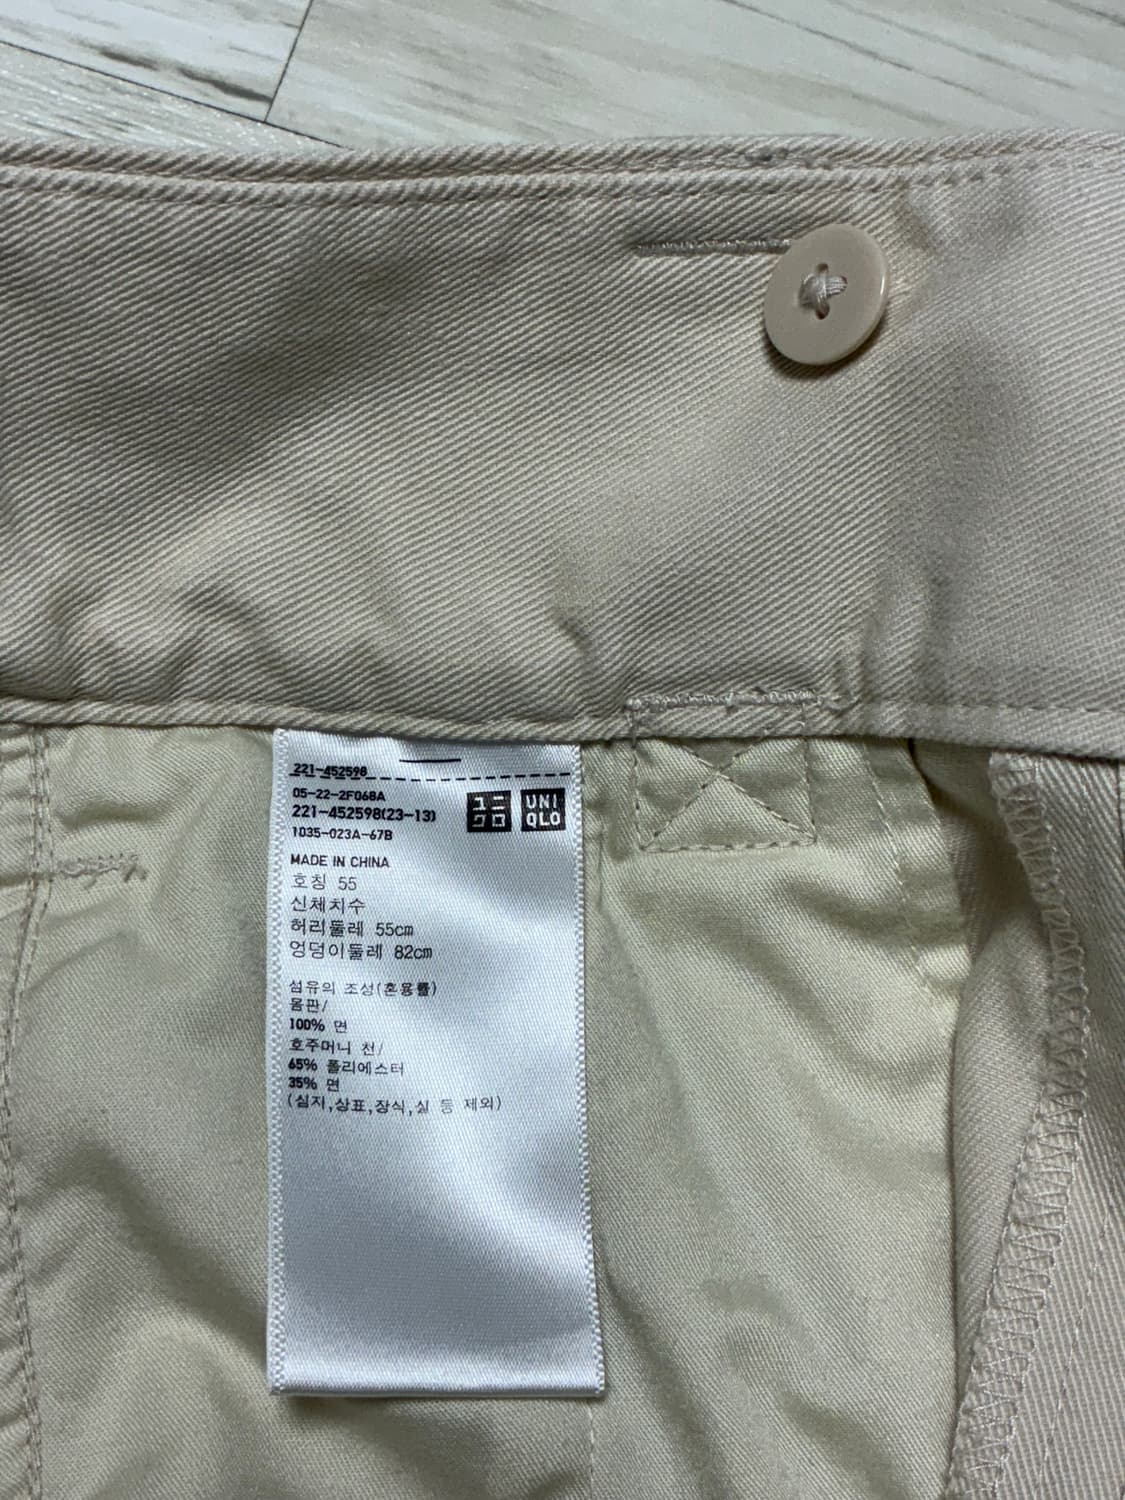 221-452598
05-22-2F068A
221-452598(23-13)
1035-023A-67B
ユニ
クロ
UNI
QLO
MADE IN CHINA
호칭 55
신체치수
허리둘레 55cm
엉덩이둘레 82cm
섬유의 조성(혼용률)
몸판/
100% 면
호주머니 천/
65% 폴리에스터
35% 면
(심지,상표,장식,실 등 제외)